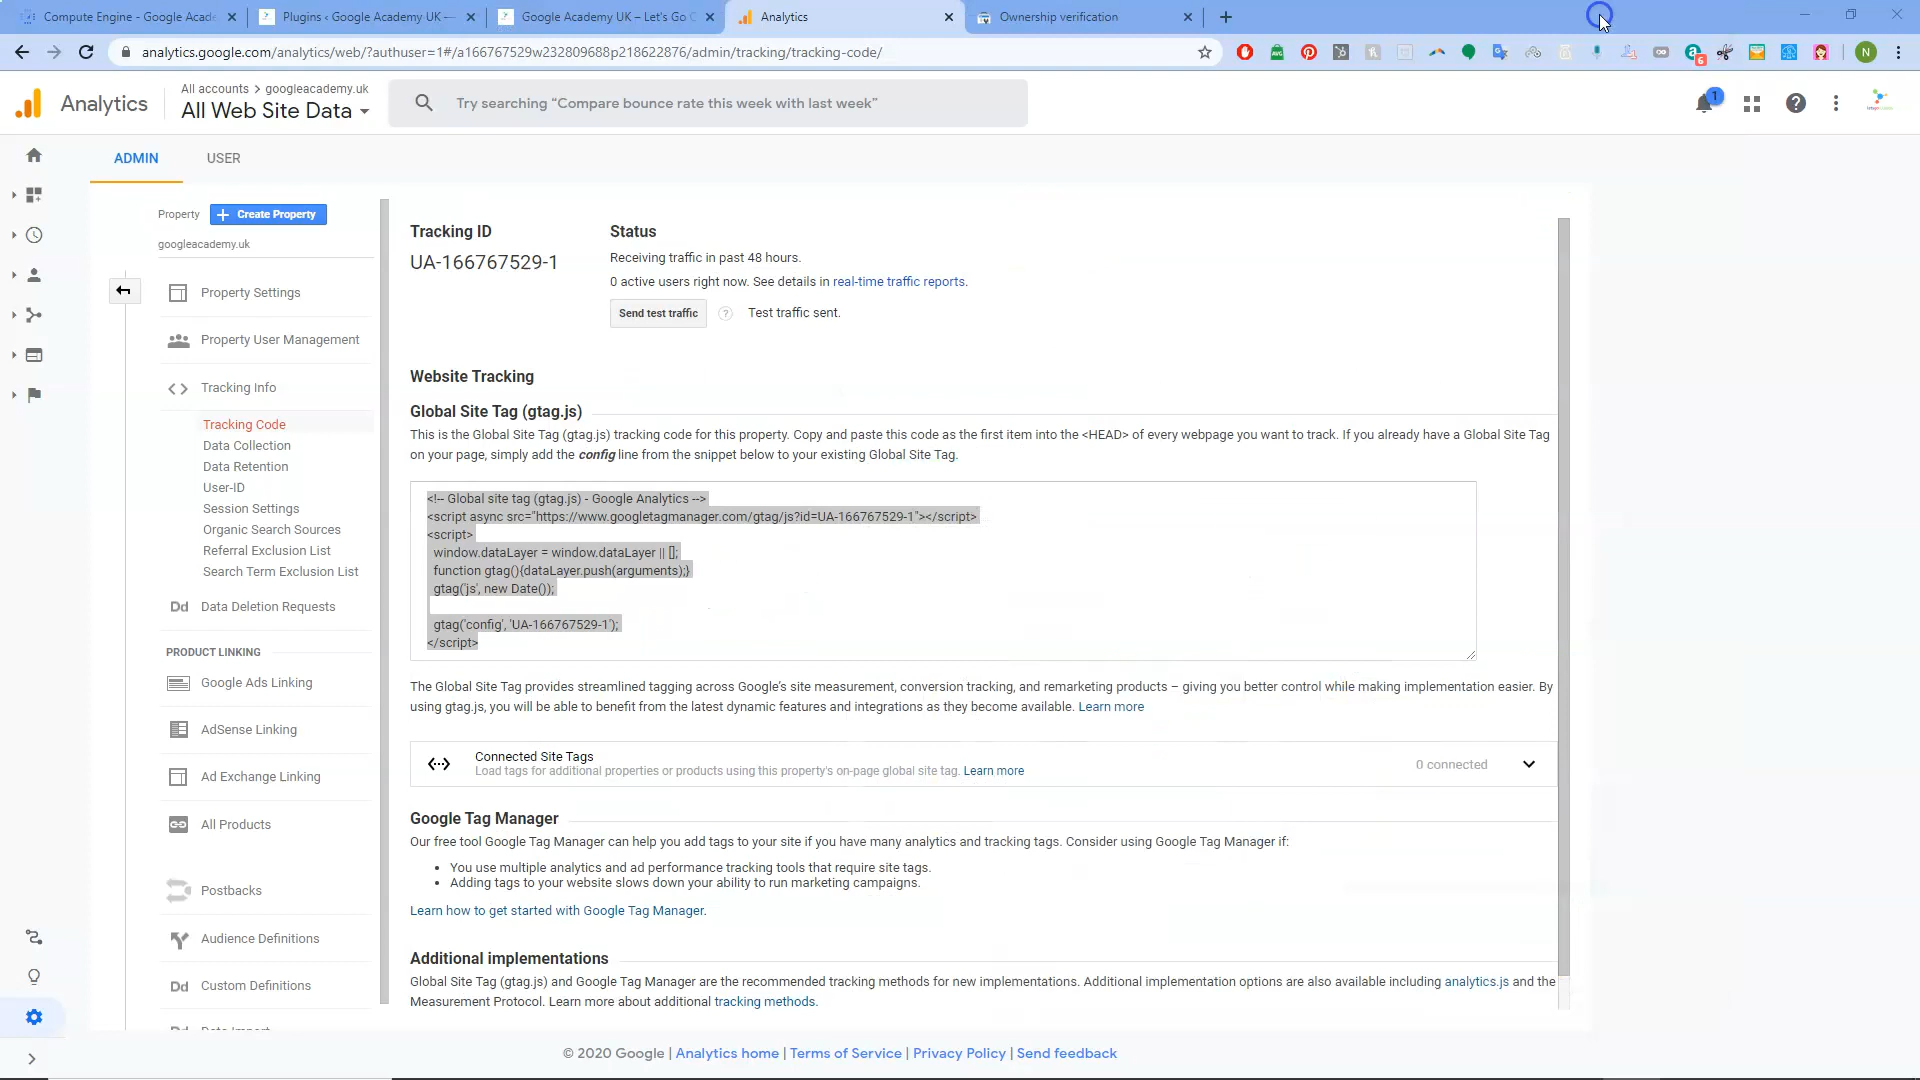 Compute Engine - Google Acade
Plugins ‹ Google Academy UK —
Google Academy UK – Let's Go G
Analytics
Ownership verification
analytics.google.com/analytics/web/?authuser=1#/a166767529w232809688p218622876/admin/tracking/tracking-code/
6
N
Analytics
All accounts > googleacademy.uk
All Web Site Data
Try searching “Compare bounce rate this week with last week”
1
ADMIN
USER
Property
Create Property
googleacademy.uk
Property Settings
Property User Management
Tracking Info
Tracking Code
Data Collection
Data Retention
User-ID
Session Settings
Organic Search Sources
Referral Exclusion List
Search Term Exclusion List
Dd Data Deletion Requests
PRODUCT LINKING
Google Ads Linking
AdSense Linking
Ad Exchange Linking
All Products
Postbacks
Audience Definitions
Dd Custom Definitions
Tracking ID
UA-166767529-1
Status
Receiving traffic in past 48 hours.
0 active users right now. See details in real-time traffic reports.
Send test traffic
?
Test traffic sent.
Website Tracking
Global Site Tag (gtag.js)
This is the Global Site Tag (gtag.js) tracking code for this property. Copy and paste this code as the first item into the <HEAD> of every webpage you want to track. If you already have a Global Site Tag
on your page, simply add the config line from the snippet below to your existing Global Site Tag.
<!-- Global site tag (gtag.js) - Google Analytics -->
<script async src="https://www.googletagmanager.com/gtag/js?id=UA-166767529-1"></script>
<script>
window.dataLayer = window.dataLayer || [];
function gtag(){dataLayer.push(arguments);}
gtag('js', new Date());
gtag('config', 'UA-166767529-1');
</script>
The Global Site Tag provides streamlined tagging across Google’s site measurement, conversion tracking, and remarketing products – giving you better control while making implementation easier. By
using gtag.js, you will be able to benefit from the latest dynamic features and integrations as they become available. Learn more
Connected Site Tags
Load tags for additional properties or products using this property's on-page global site tag. Learn more
0 connected
Google Tag Manager
Our free tool Google Tag Manager can help you add tags to your site if you have many analytics and tracking tags. Consider using Google Tag Manager if:
• You use multiple analytics and ad performance tracking tools that require site tags.
• Adding tags to your website slows down your ability to run marketing campaigns.
Learn how to get started with Google Tag Manager.
Additional implementations
Global Site Tag (gtag.js) and Google Tag Manager are the recommended tracking methods for new implementations. Additional implementation options are also available including analytics.js and the
Measurement Protocol. Learn more about additional tracking methods.
© 2020 Google | Analytics home | Terms of Service | Privacy Policy | Send feedback